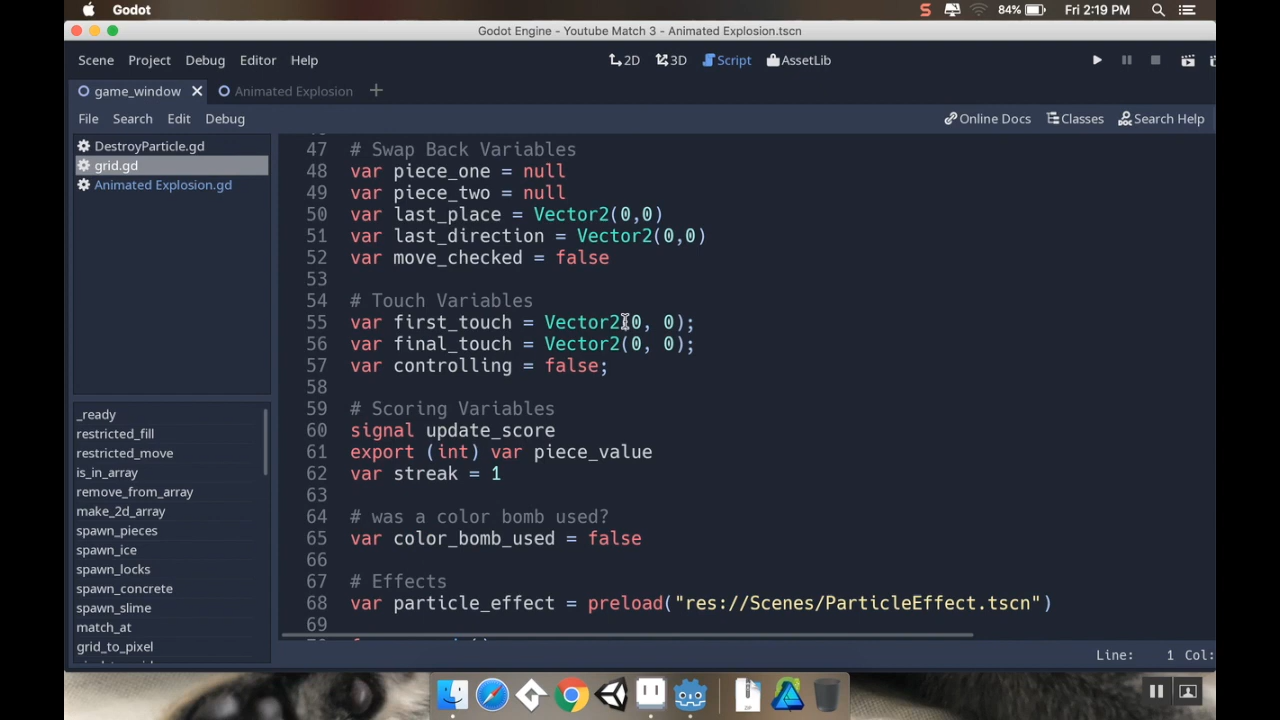 Godot
84%
Fri 2:19 PM
Godot Engine - Youtube Match 3 - Animated Explosion.tscn
Scene Project Debug Editor Help
2D 3D Script AssetLib
game_window Animated Explosion
File Search Edit Debug
Online Docs Classes Search Help
DestroyParticle.gd
grid.gd
Animated Explosion.gd
_ready
restricted_fill
restricted_move
is_in_array
remove_from_array
make_2d_array
spawn_pieces
spawn_ice
spawn_locks
spawn_concrete
spawn_slime
match_at
grid_to_pixel
47 # Swap Back Variables
48 var piece_one = null
49 var piece_two = null
50 var last_place = Vector2(0,0)
51 var last_direction = Vector2(0,0)
52 var move_checked = false
53
54 # Touch Variables
55 var first_touch = Vector2(0, 0);
56 var final_touch = Vector2(0, 0);
57 var controlling = false;
58
59 # Scoring Variables
60 signal update_score
61 export (int) var piece_value
62 var streak = 1
63
64 # was a color bomb used?
65 var color_bomb_used = false
66
67 # Effects
68 var particle_effect = preload("res://Scenes/ParticleEffect.tscn")
69
Line: 1 Col:
ZIP